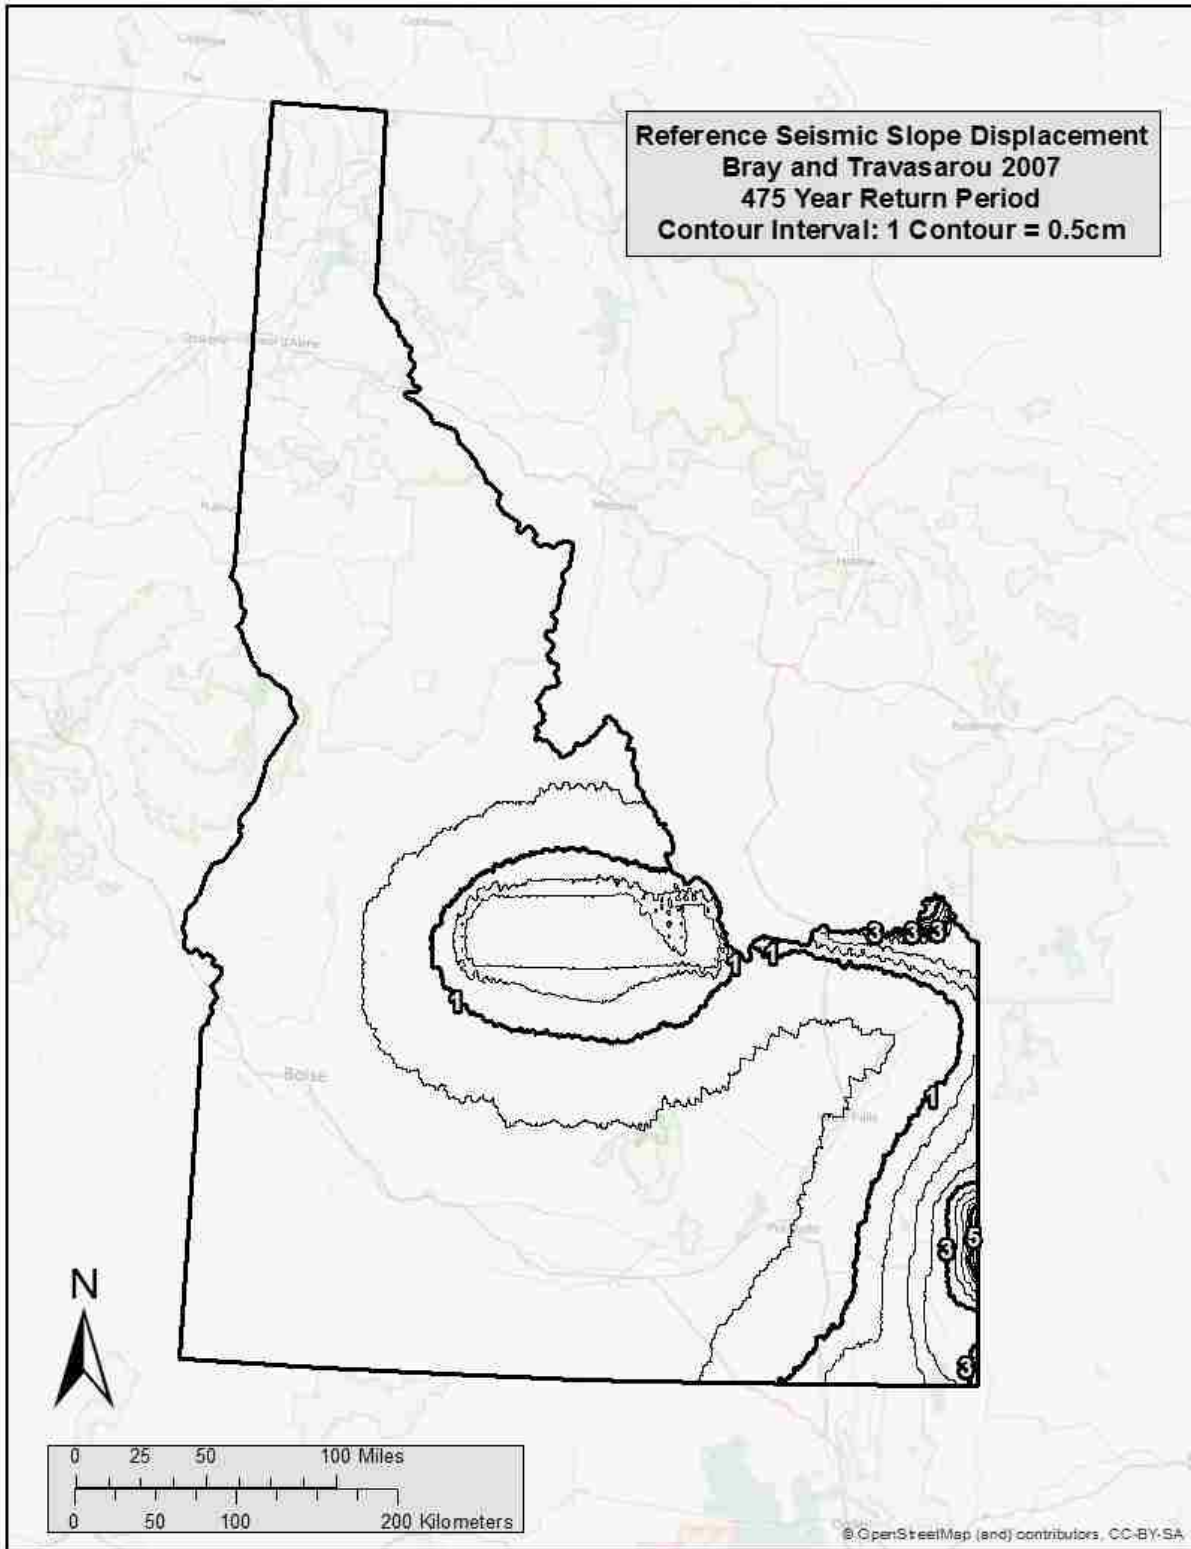 Reference Seismic Slope Displacement
Bray and Travasarou 2007
475 Year Return Period
Contour Interval: 1 Contour = 0.5cm
Helena
3
3
3
1
1
1
Boise
1
Falls
5
3
3
N
0 25 50 100 Miles
0 50 100 200 Kilometers
© OpenStreetMap (and) contributors, CC-BY-SA